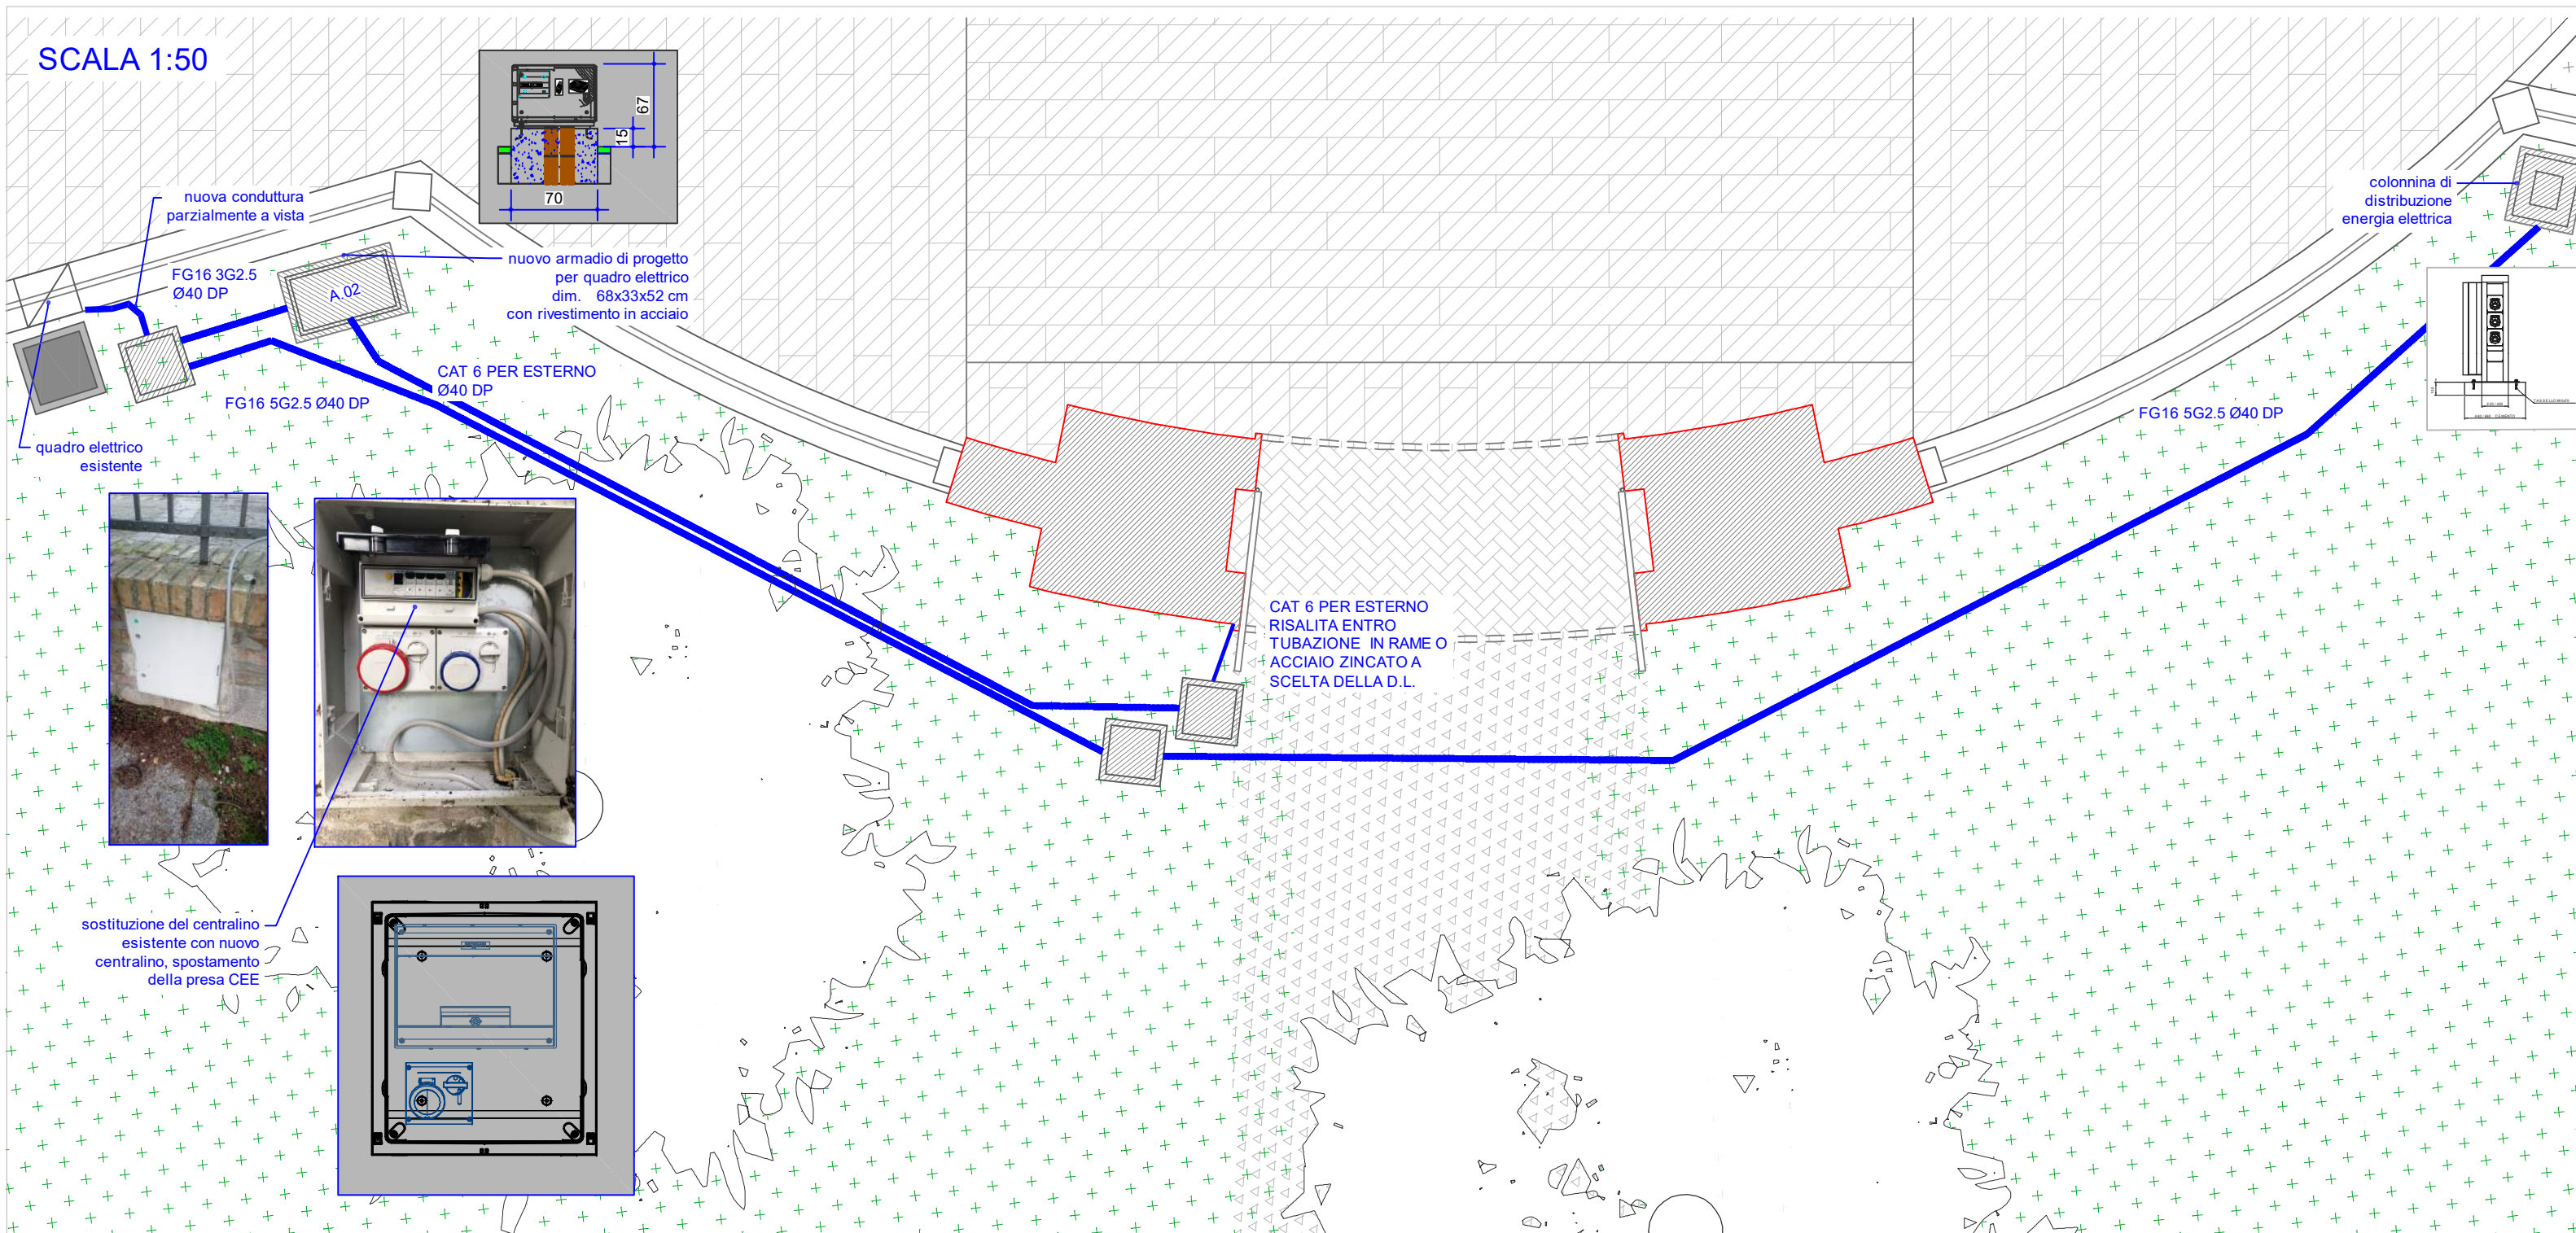 SCALA 1:50
67
15
70
nuova conduttura
parzialmente a vista
FG16 3G2.5
Ø40 DP
A.02
nuovo armadio di progetto
per quadro elettrico
dim. 68x33x52 cm
con rivestimento in acciaio
CAT 6 PER ESTERNO
Ø40 DP
FG16 5G2.5 Ø40 DP
quadro elettrico
esistente
colonnina di
distribuzione
energia elettrica
FG16 5G2.5 Ø40 DP
CAT 6 PER ESTERNO
RISALITA ENTRO
TUBAZIONE IN RAME O
ACCIAIO ZINCATO A
SCELTA DELLA D.L.
sostituzione del centralino
esistente con nuovo
centralino, spostamento
della presa CEE